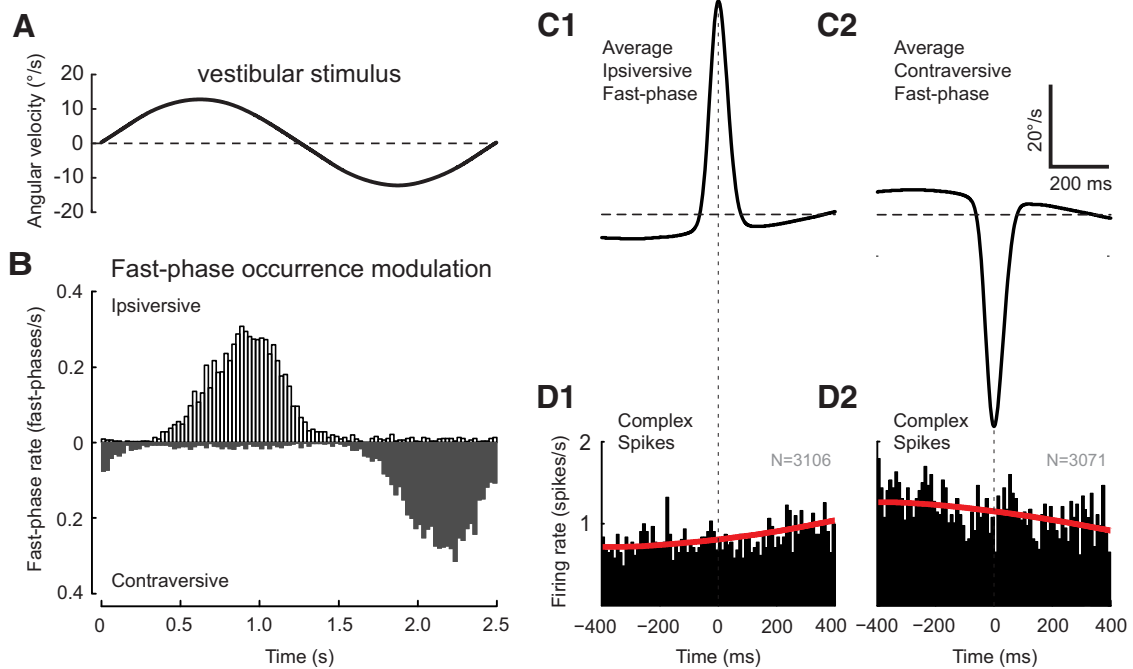 A
vestibular stimulus
Angular velocity (°/s)
20
10
0
-10
-20
B
Fast-phase occurrence modulation
Fast-phase rate (fast-phases/s)
0.4
Ipsiversive
0.2
0
0.2
Contraversive
0.4
0 0.5 1.0 1.5 2.0 2.5
Time (s)
C1
Average
Ipsiversive
Fast-phase
C2
Average
Contraversive
Fast-phase
20°/s
200 ms
D1
Complex
Spikes
N=3106
Firing rate (spikes/s)
2
1
−400 −200 0 200 400
Time (ms)
D2
Complex
Spikes
N=3071
−400 −200 0 200 400
Time (ms)